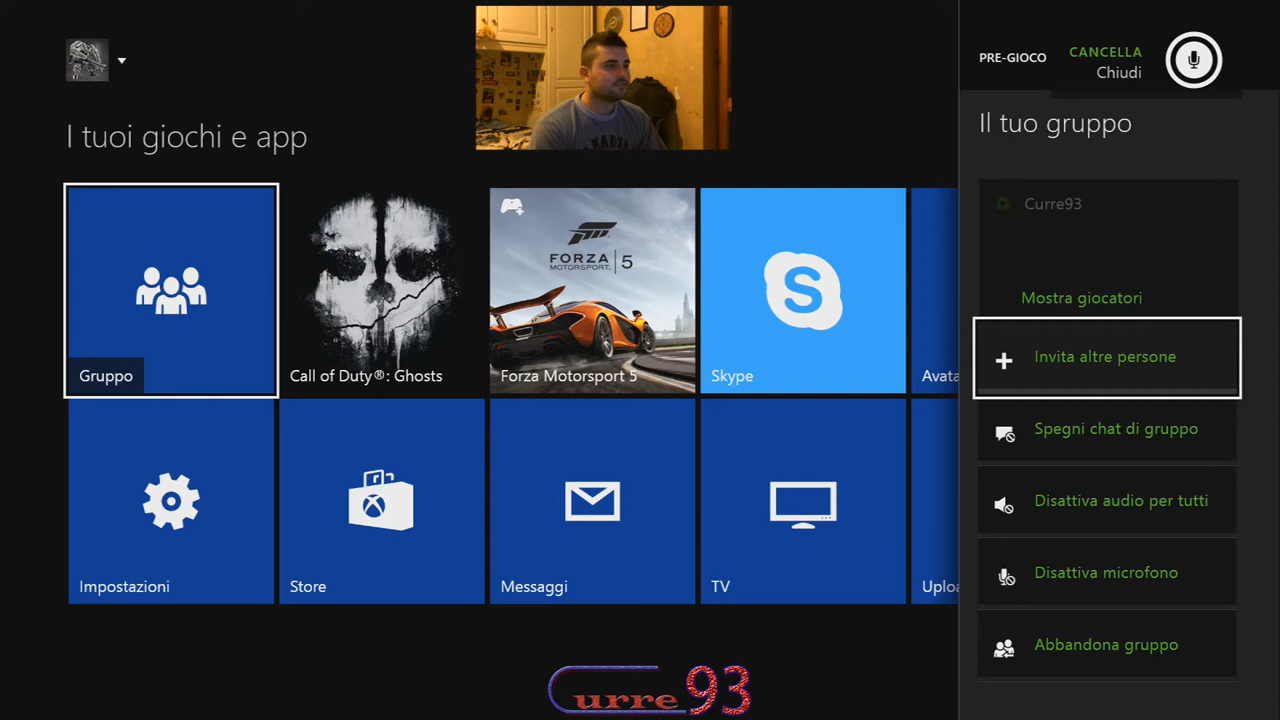 I tuoi giochi e app
FORZA
MOTORSPORT. 5
Gruppo
Call of Duty®: Ghosts
Forza Motorsport 5
Skype
Avata
Impostazioni
Store
Messaggi
TV
Uploa
Curre93
PRE-GIOCO
CANCELLA
Chiudi
Il tuo gruppo
Curre93
Mostra giocatori
Invita altre persone
Spegni chat di gruppo
Disattiva audio per tutti
Disattiva microfono
Abbandona gruppo